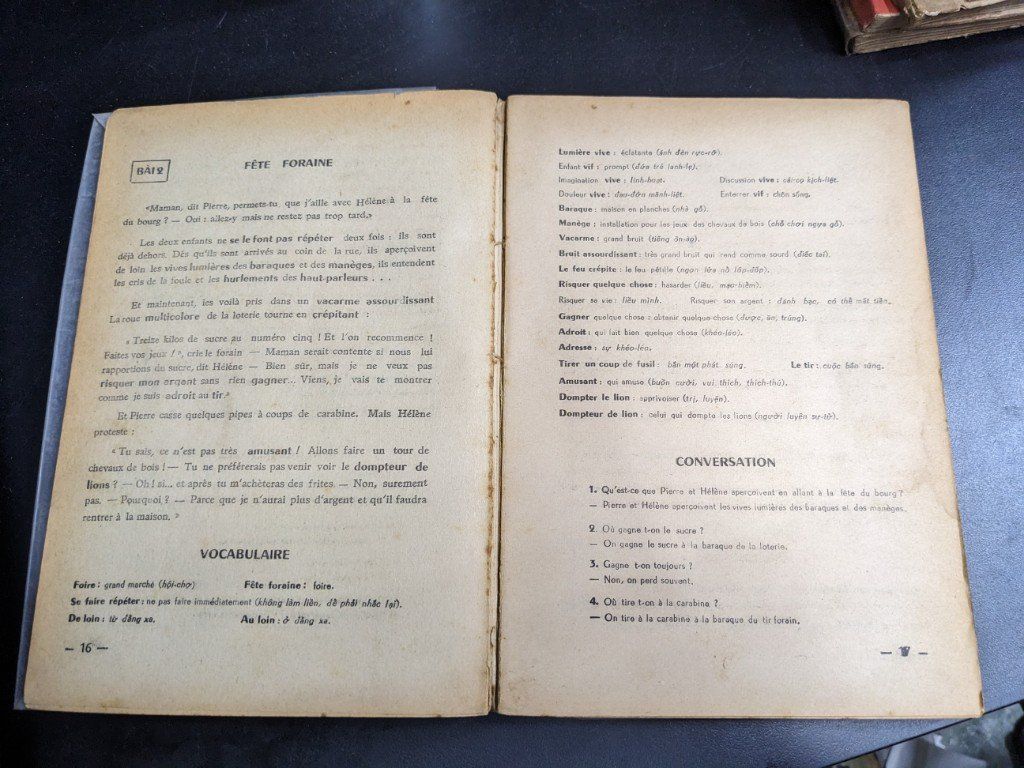 BÀI 2
FÊTE FORAINE
«Maman, dit Pierre, permets-tu que j'aille avec Hélène à la fête
du bourg ? — Oui : allez-y mais ne restez pas trop tard.»
Les deux enfants ne se le font pas répéter deux fois : ils sont
déjà dehors. Dès qu'ils sont arrivés au coin de la rue, ils aperçoivent
de loin les vives lumières des baraques et des manèges, ils entendent
les cris de la foule et les hurlements des haut-parleurs . . .
Et maintenant, les voilà pris dans un vacarme assourdissant
La roue multicolore de la loterie tourne en crépitant :
« Treize kilos de sucre au numéro cinq ! Et l'on recommence !
Faites vos jeux ! », crie le forain — Maman serait contente si nous lui
rapportions du sucre, dit Hélène — Bien sûr, mais je ne veux pas
risquer mon argent sans rien gagner... Viens, je vais te montrer
comme je suis adroit au tir.»
Et Pierre casse quelques pipes à coups de carabine. Mais Hélène
proteste :
« Tu sais, ce n'est pas très amusant ! Allons faire un tour de
chevaux de bois ! — Tu ne préférerais pas venir voir le dompteur de
lions ? — Oh ! si... et après tu m'achèteras des frites. — Non, surement
pas. — Pourquoi ? — Parce que je n'aurai plus d'argent et qu'il faudra
rentrer à la maison. »
VOCABULAIRE
Foire : grand marché (hội-chợ) Fête foraine : foire.
Se faire répéter : ne pas faire immédiatement (không làm liền, để phải nhắc lại).
De loin : từ đằng xa. Au loin : ở đằng xa.
— 16 —
Lumière vive : éclatante (ánh đèn rực-rỡ).
Enfant vif : prompt (đứa trẻ lanh-lẹ).
Imagination vive : linh-hoạt. Discussion vive : cãi-cọ kịch-liệt.
Douleur vive : đau-đớn mãnh-liệt. Enterrer vif : chôn sống.
Baraque : maison en planches (nhà gỗ).
Manège : installation pour les jeux des chevaux de bois (chỗ chơi ngựa gỗ).
Vacarme : grand bruit (tiếng ồn-ào).
Bruit assourdissant : très grand bruit qui rend comme sourd (điếc tai).
Le feu crépite : le feu pétille (ngọn lửa nổ lốp-đốp).
Risquer quelque chose : hasarder (liều, mạo-hiểm).
Risquer sa vie : liều mình. Risquer son argent : đánh bạc, có thể mất tiền.
Gagner quelque chose : obtenir quelque chose (được, ăn, trúng).
Adroit : qui fait bien quelque chose (khéo-léo).
Adresse : sự khéo-léo.
Tirer un coup de fusil : bắn một phát súng. Le tir : cuộc bắn súng.
Amusant : qui amuse (buồn cười, vui thích, thích-thú).
Dompter le lion : apprivoiser (trị, luyện).
Dompteur de lion : celui qui dompte les lions (người luyện sư-tử).
CONVERSATION
1. Qu'est-ce que Pierre et Hélène aperçoivent en allant à la fête du bourg ?
— Pierre et Hélène aperçoivent les vives lumières des baraques et des manèges.
2. Où gagne t-on le sucre ?
— On gagne le sucre à la baraque de la loterie.
3. Gagne t-on toujours ?
— Non, on perd souvent.
4. Où tire t-on à la carabine ?
— On tire à la carabine à la baraque du tir forain.
— 17 —